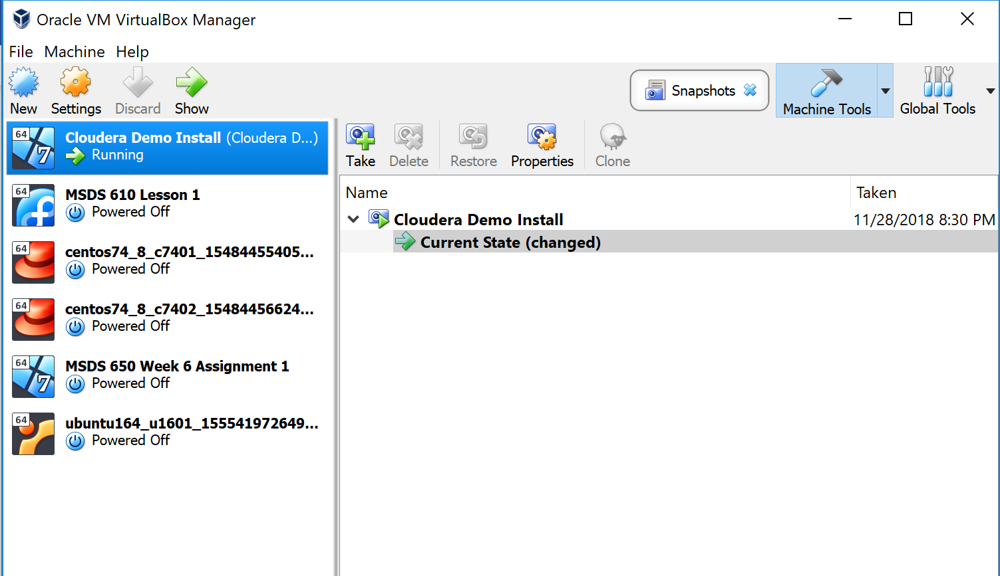 Oracle VM VirtualBox Manager
File Machine Help
New Settings Discard Show
Snapshots
Machine Tools
Global Tools
64
7
Cloudera Demo Install (Cloudera D...)
Running
64
MSDS 610 Lesson 1
Powered Off
64
centos74_8_c7401_15484455405...
Powered Off
64
centos74_8_c7402_15484456624...
Powered Off
64
7
MSDS 650 Week 6 Assignment 1
Powered Off
64
ubuntu164_u1601_155541972649...
Powered Off
Take Delete Restore Properties Clone
Name Taken
Cloudera Demo Install 11/28/2018 8:30 PM
Current State (changed)